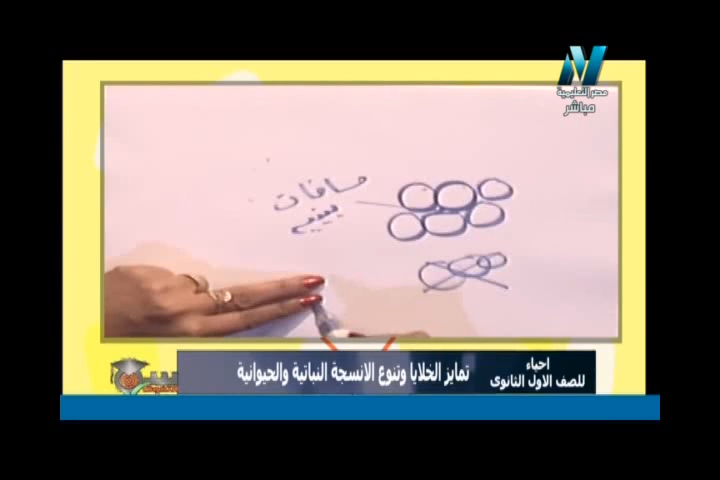 مصر التعليمية
مباشر
مسافات
بينية
احياء
للصف الاول الثانوى
تمايز الخلايا وتنوع الانسجة النباتية والحيوانية